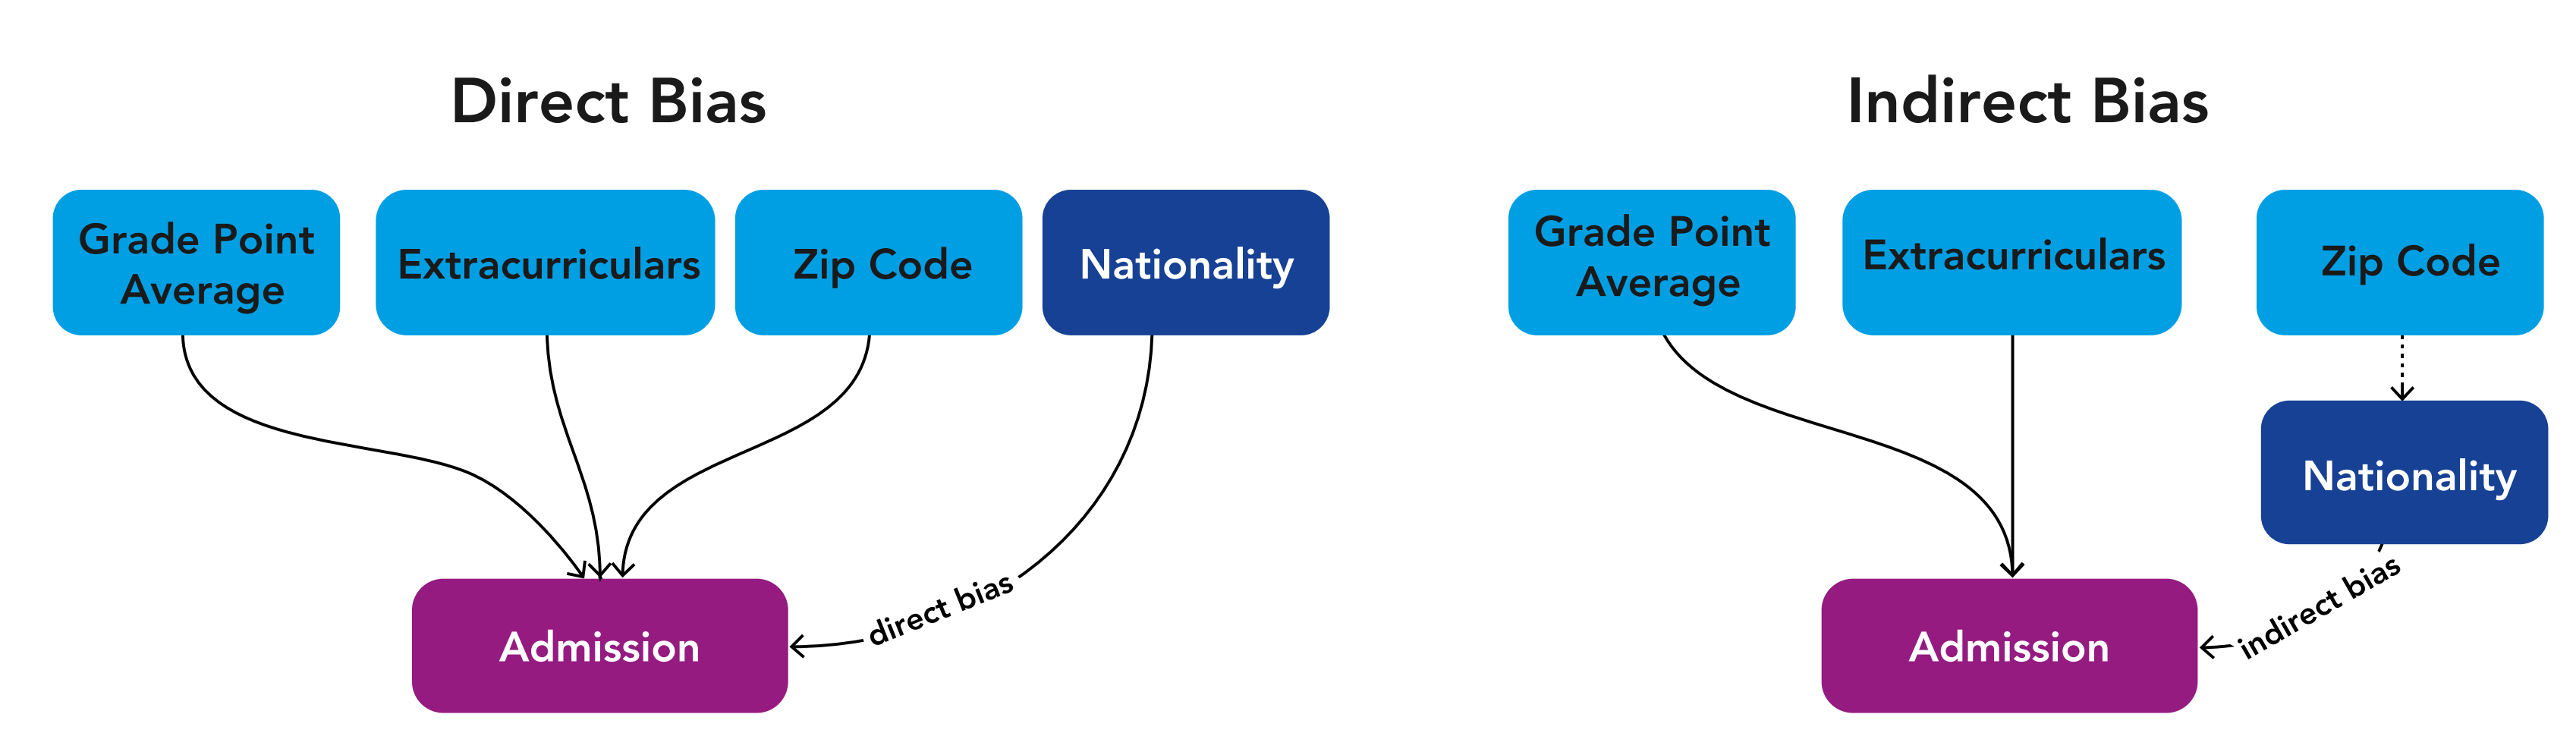 Direct Bias
Grade Point
Average
Extracurriculars
Zip Code
Nationality
Admission
direct bias
Indirect Bias
Grade Point
Average
Extracurriculars
Zip Code
Nationality
Admission
indirect bias